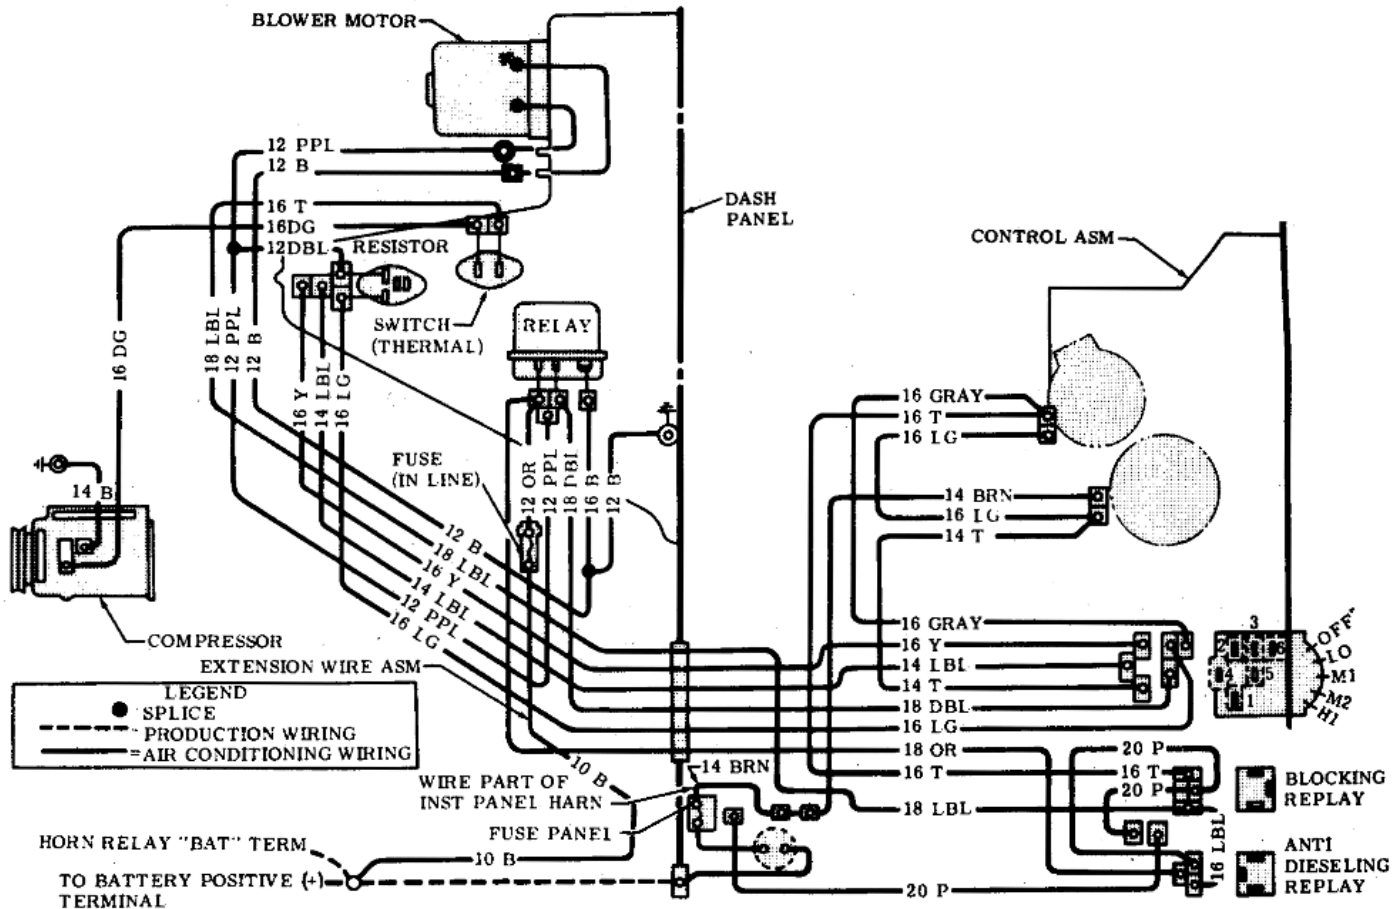 BLOWER MOTOR
12 PPL
12 B
16 T
16DG
12DBL
RESISTOR
SWITCH
(THERMAL)
RELAY
DASH
PANEL
CONTROL ASM
18 LBL
12 PPL
12 B
16 DG
16 Y
14 LBL
16 LG
FUSE
(IN LINE)
12 OR
12 PPL
18 DBL
16 B
12 B
14 B
COMPRESSOR
12 B
18 LBL
16 Y
14 LBL
12 PPL
16 LG
EXTENSION WIRE ASM
16 GRAY
16 T
16 LG
14 BRN
16 LG
14 T
16 GRAY
16 Y
14 LBL
14 T
18 DBL
16 LG
18 OR
16 T
18 LBL
3
2
6
4
5
1
OFF
LO
M1
M2
H1
LEGEND
SPLICE
PRODUCTION WIRING
=AIR CONDITIONING WIRING
10 B
14 BRN
WIRE PART OF
INST PANEL HARN
FUSE PANEL
20 P
16 T
20 P
16 LBL
BLOCKING
REPLAY
ANTI
DIESELING
REPLAY
HORN RELAY "BAT" TERM
10 B
TO BATTERY POSITIVE (+)
TERMINAL
20 P